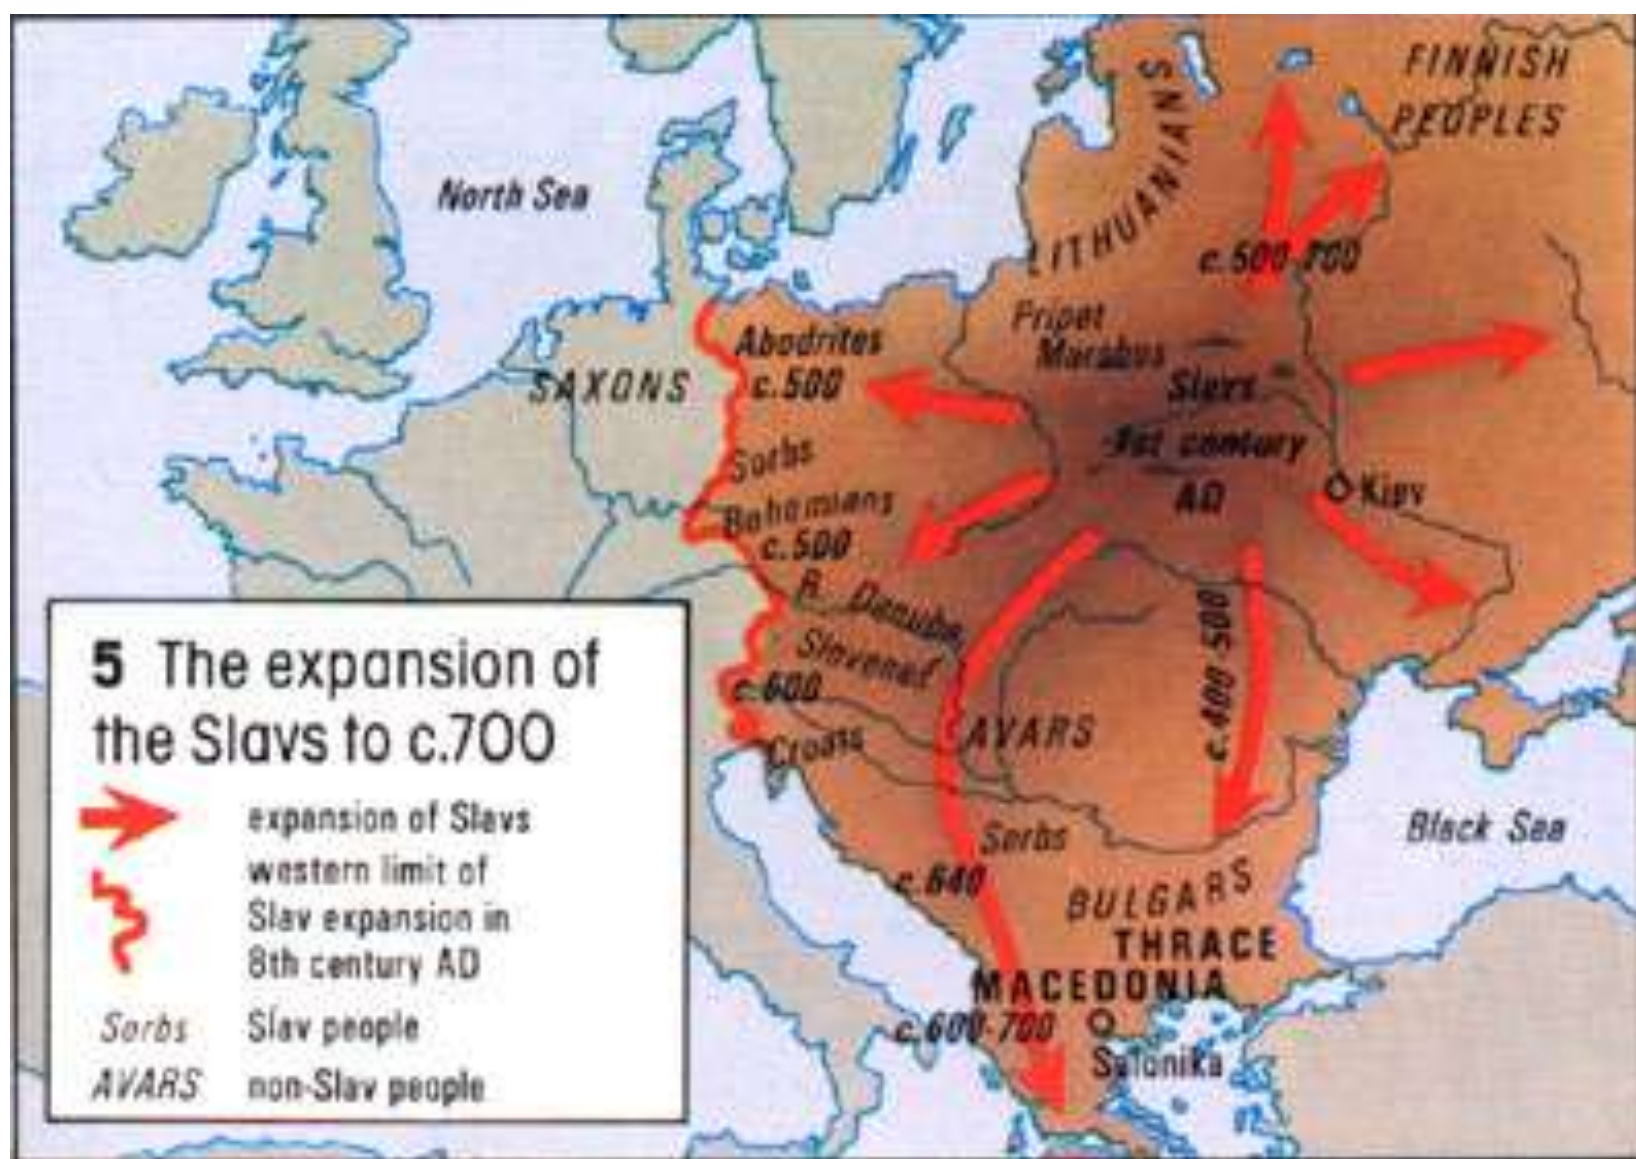 FINNISH
PEOPLES
LITHUANIANS
North Sea
c.500-700
Pripet
Marshes
Abodrites
c.500
SAXONS
Slavs
1st century
AD
Kiev
Sorbs
Bohemians
c.500
R. Danube
Slovenes
c.600
c.400-500
AVARS
Croats
Black Sea
Serbs
c.640
BULGARS
THRACE
MACEDONIA
c.600-700
Salonika
5 The expansion of
the Slavs to c.700
expansion of Slavs
western limit of
Slav expansion in
8th century AD
Serbs Slav people
AVARS non-Slav people